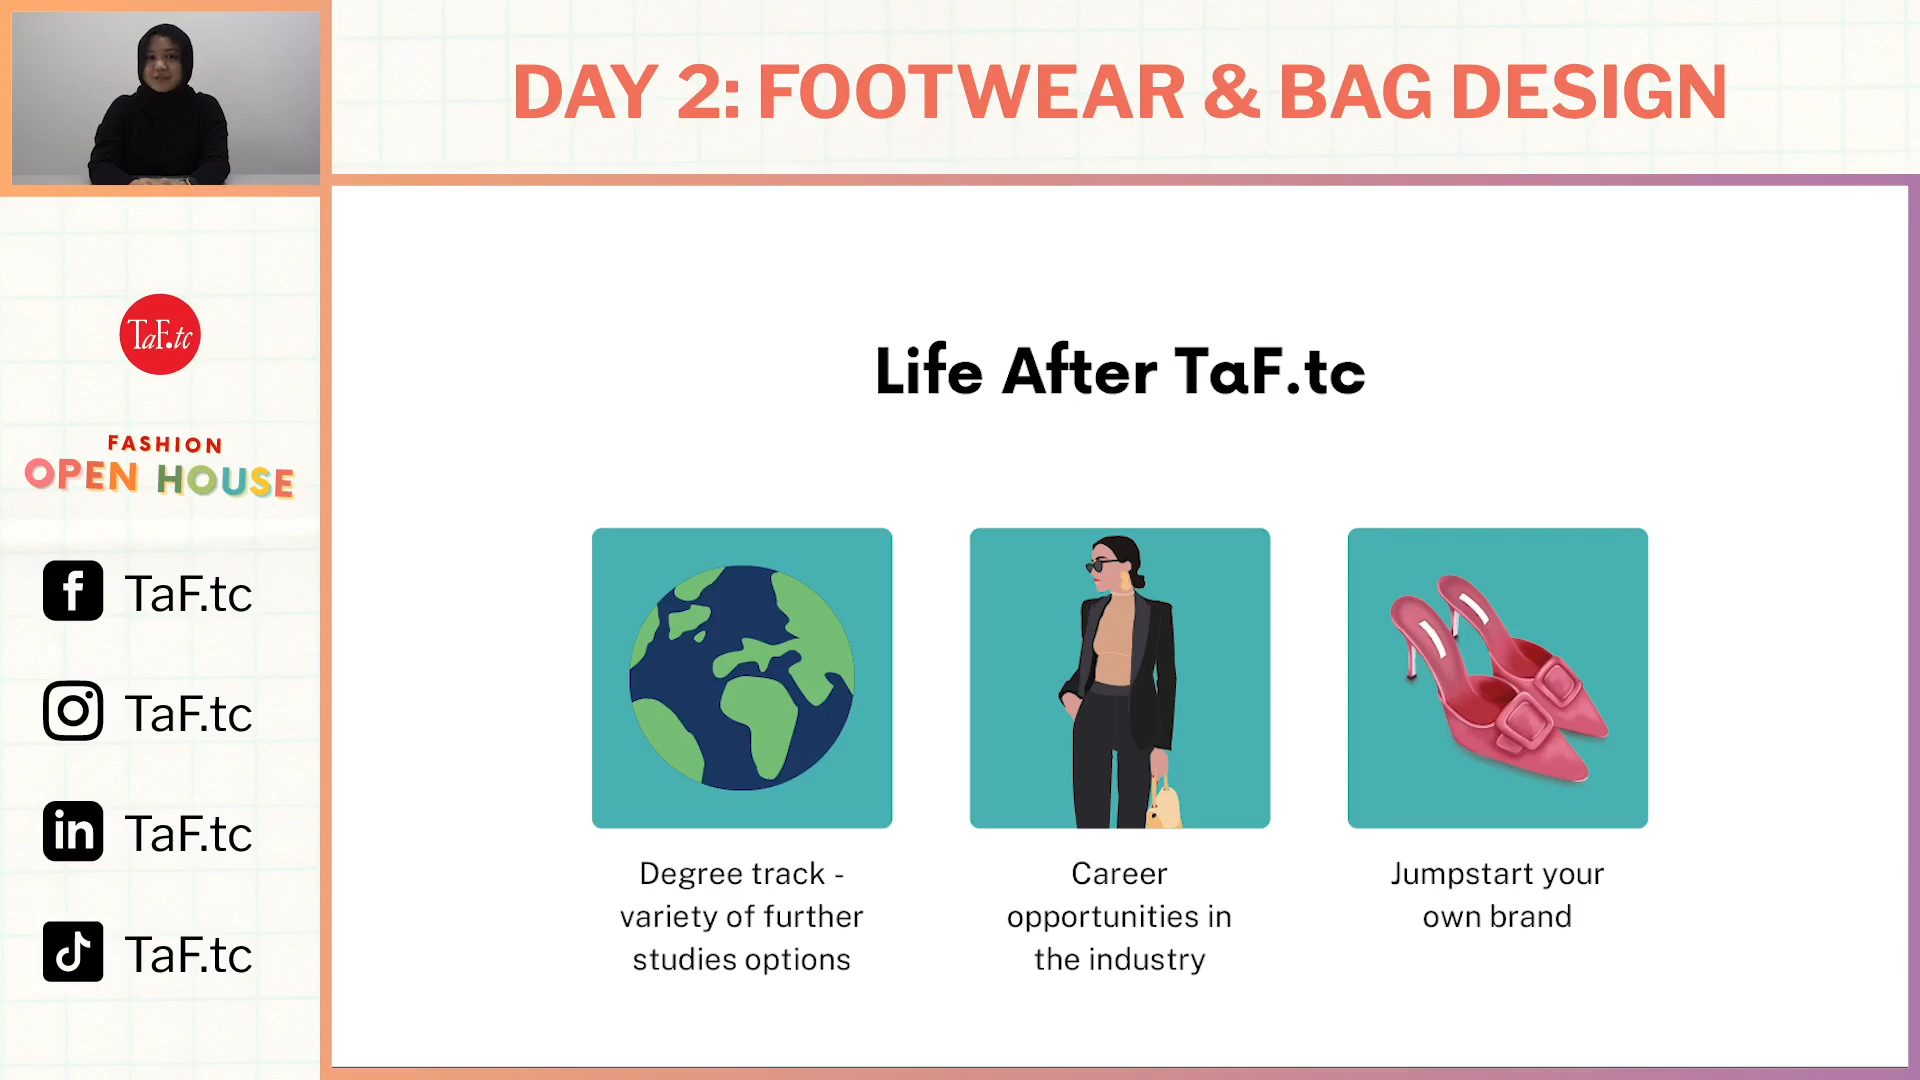 DAY 2: FOOTWEAR & BAG DESIGN
TaF.tc
FASHION
OPEN HOUSE
TaF.tc
TaF.tc
TaF.tc
TaF.tc
Life After TaF.tc
Degree track -
variety of further
studies options
Career
opportunities in
the industry
Jumpstart your
own brand